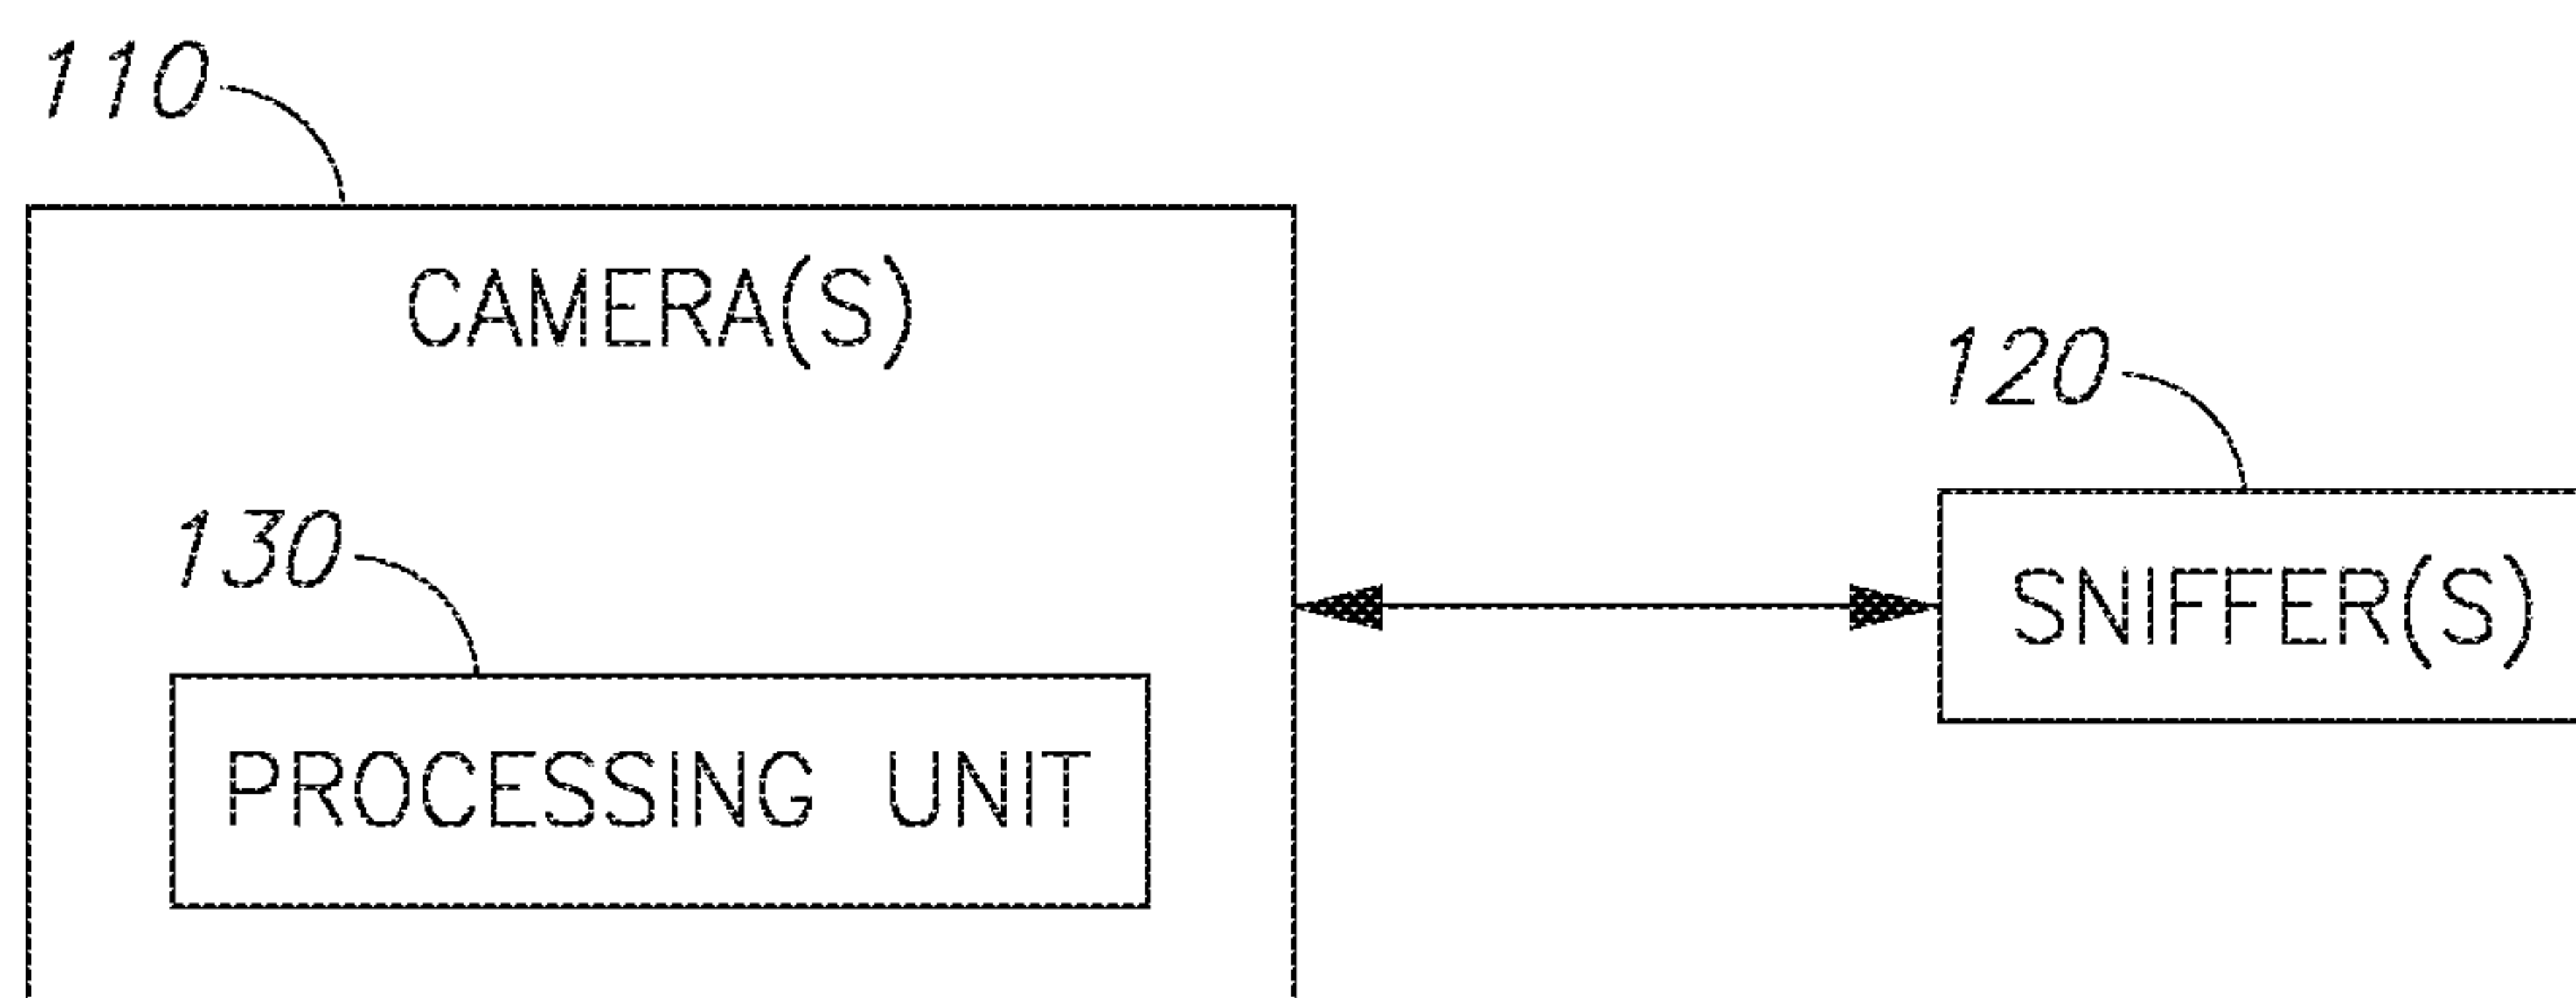 110
CAMERA(S)
120
130
SNIFFER(S)
PROCESSING UNIT